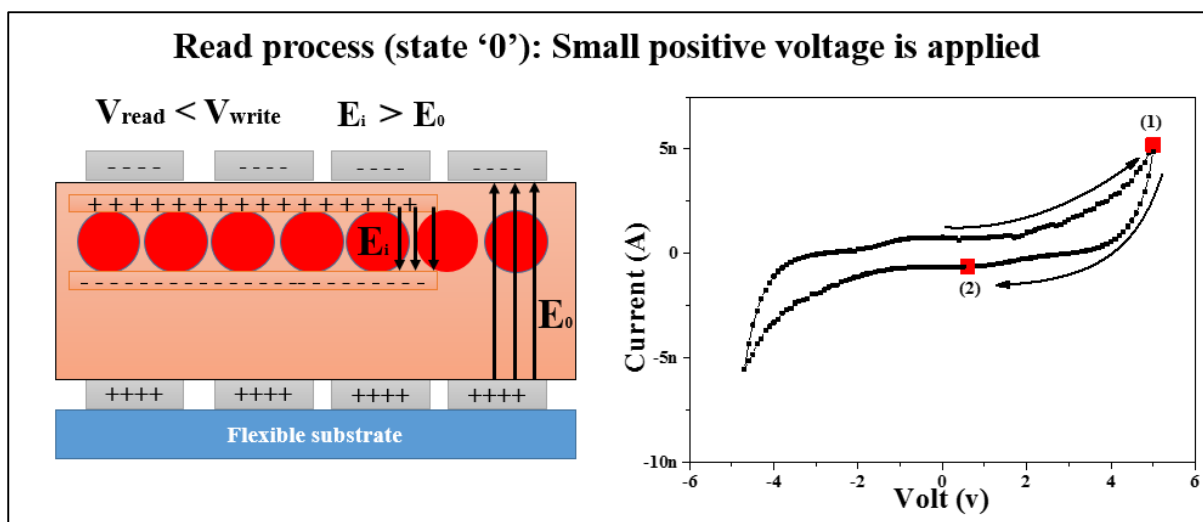 Read process (state ‘0’): Small positive voltage is applied
Vread < Vwrite Ei > E0
- - - - - - - - - - - - - - - -
+ + + + + + + + + + + + + + + + +
Ei
- - - - - - - - - - - - - - - - - - - - - - - - - -
E0
++++ ++++ ++++ ++++
Flexible substrate
(1)
5n
0
(2)
-5n
-10n
-6 -4 -2 0 2 4 6
Current (A)
Volt (v)